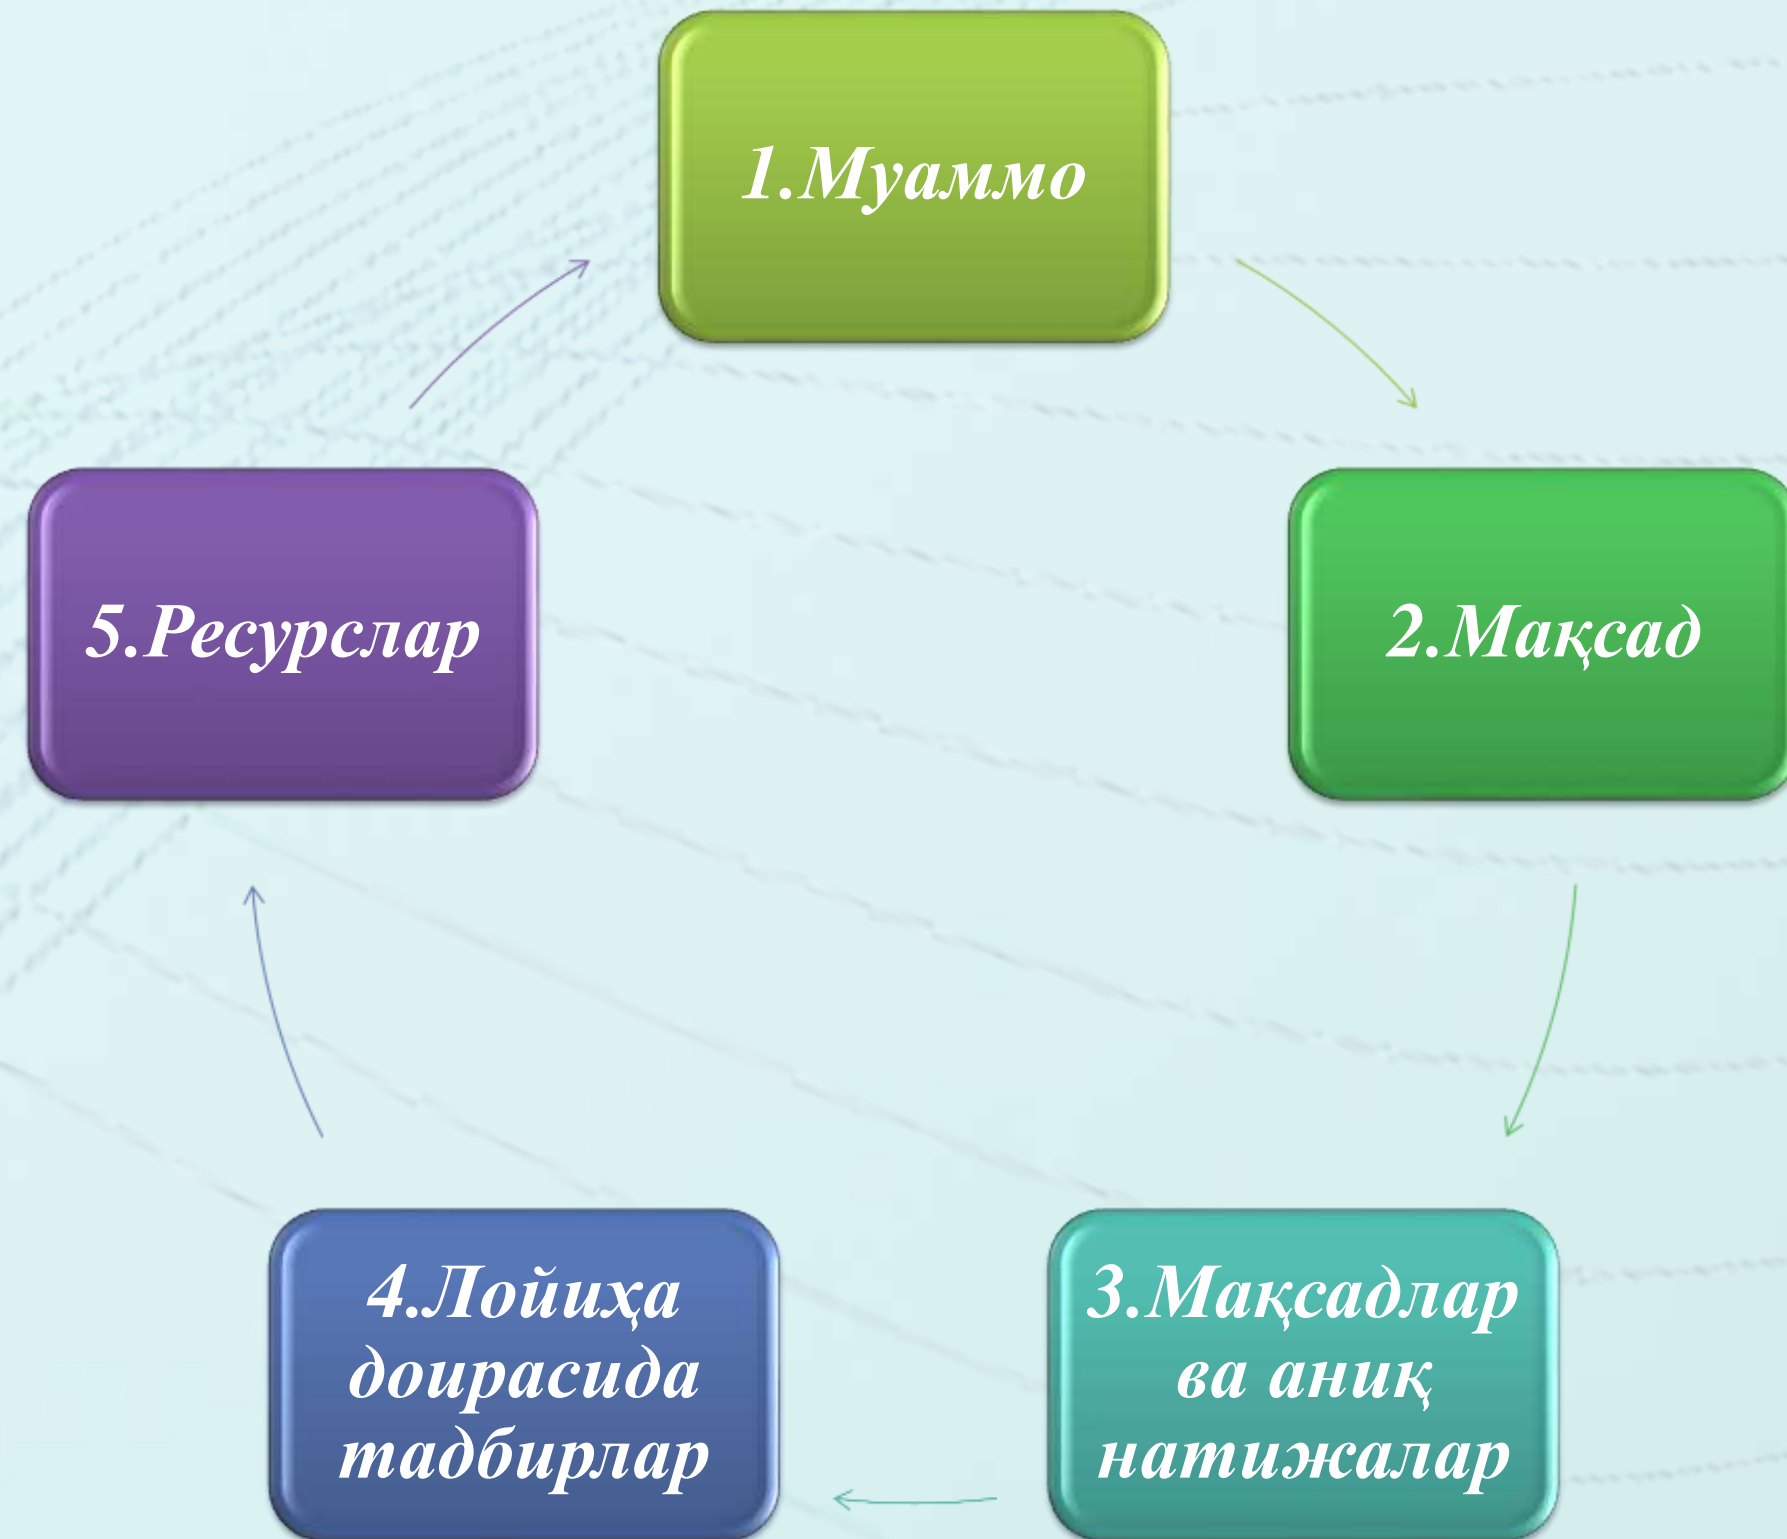 1.Муаммо
2.Мақсад
3.Мақсадлар
ва аниқ
натижалар
4.Лойиҳа
доирасида
тадбирлар
5.Ресурслар